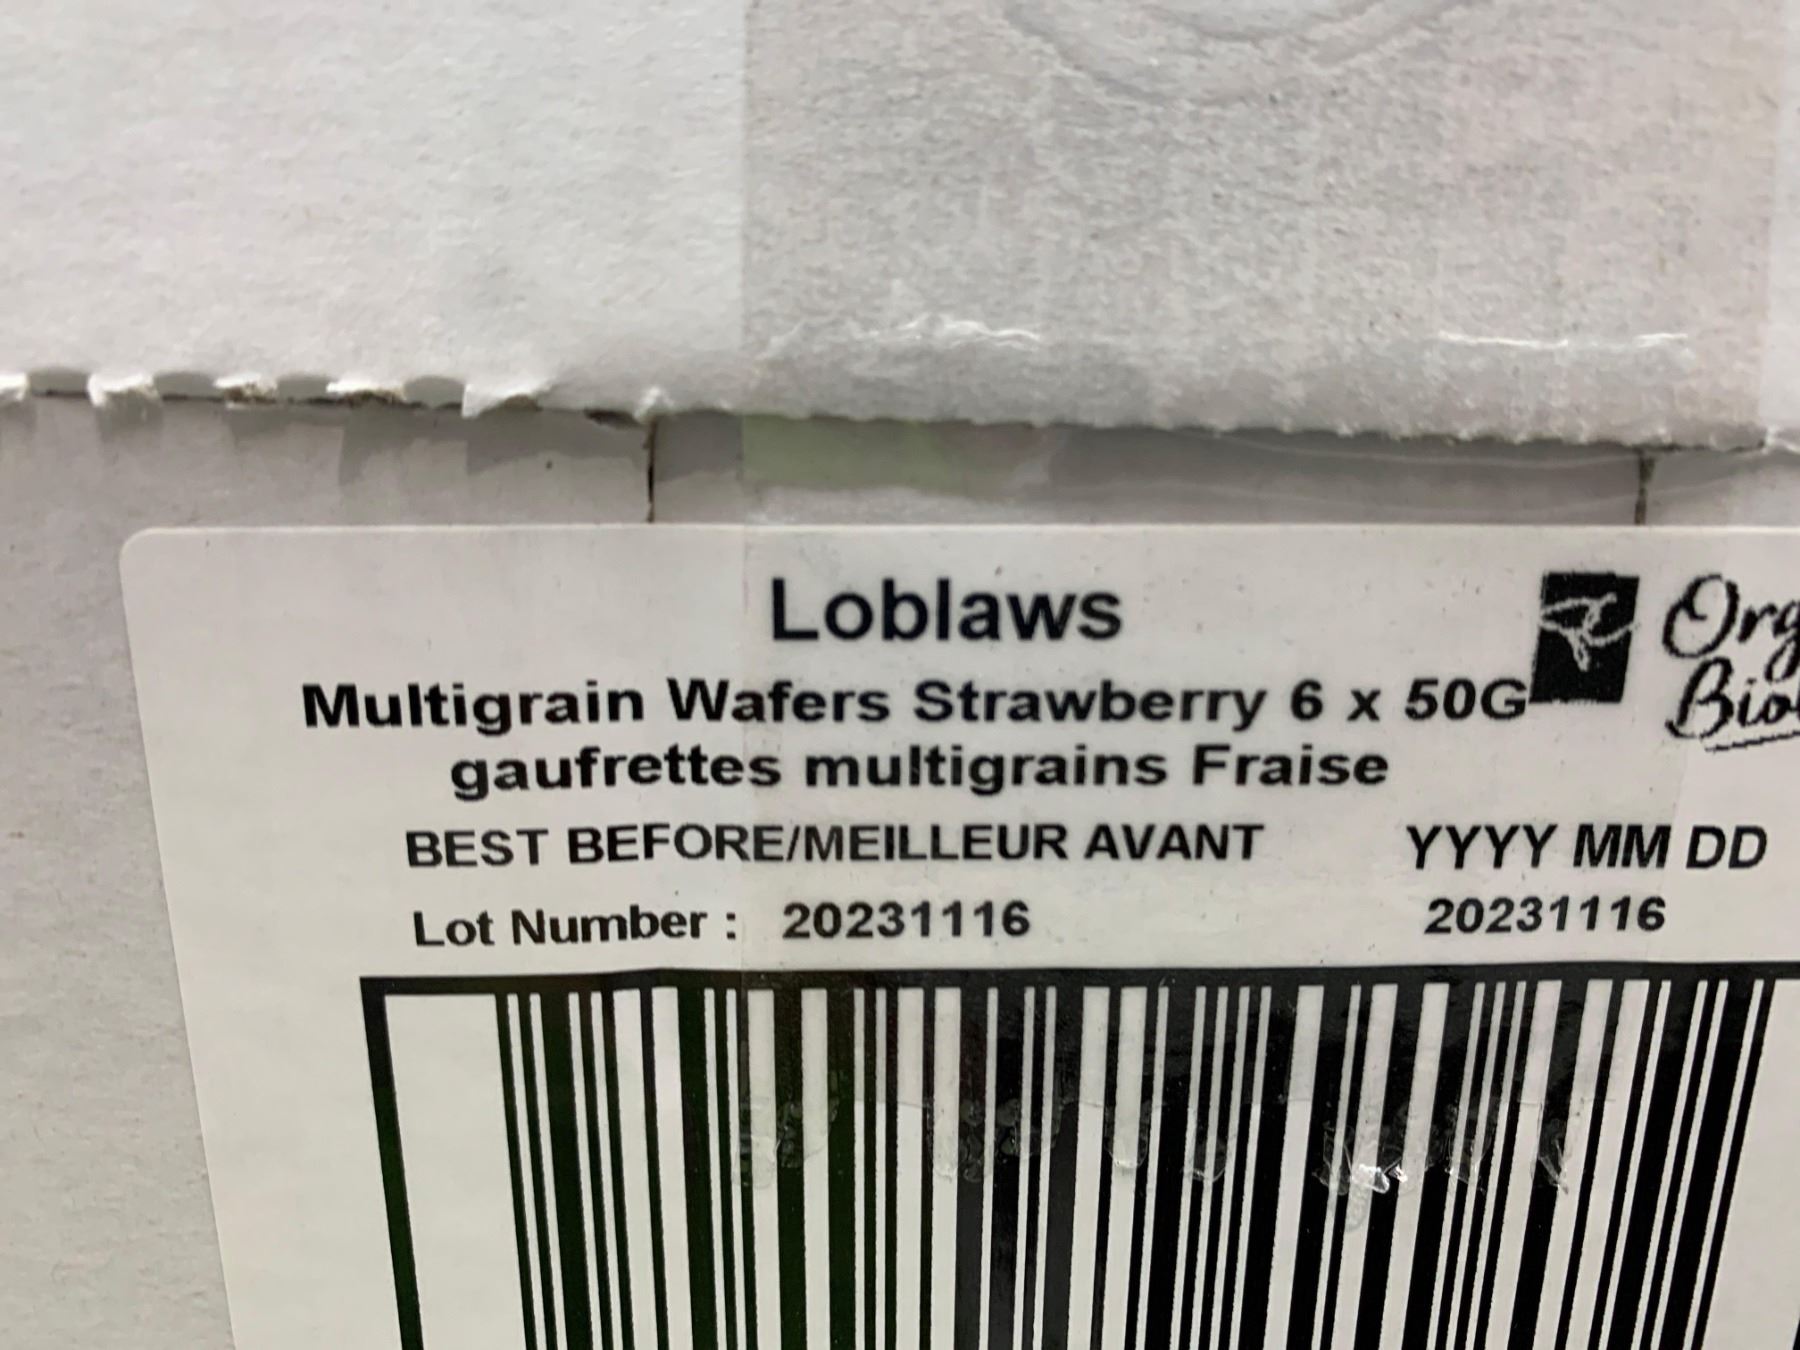 Loblaws
Multigrain Wafers Strawberry 6 x 50G
gaufrettes multigrains Fraise
BEST BEFORE/MEILLEUR AVANT YYYY MM DD
Lot Number : 20231116 20231116